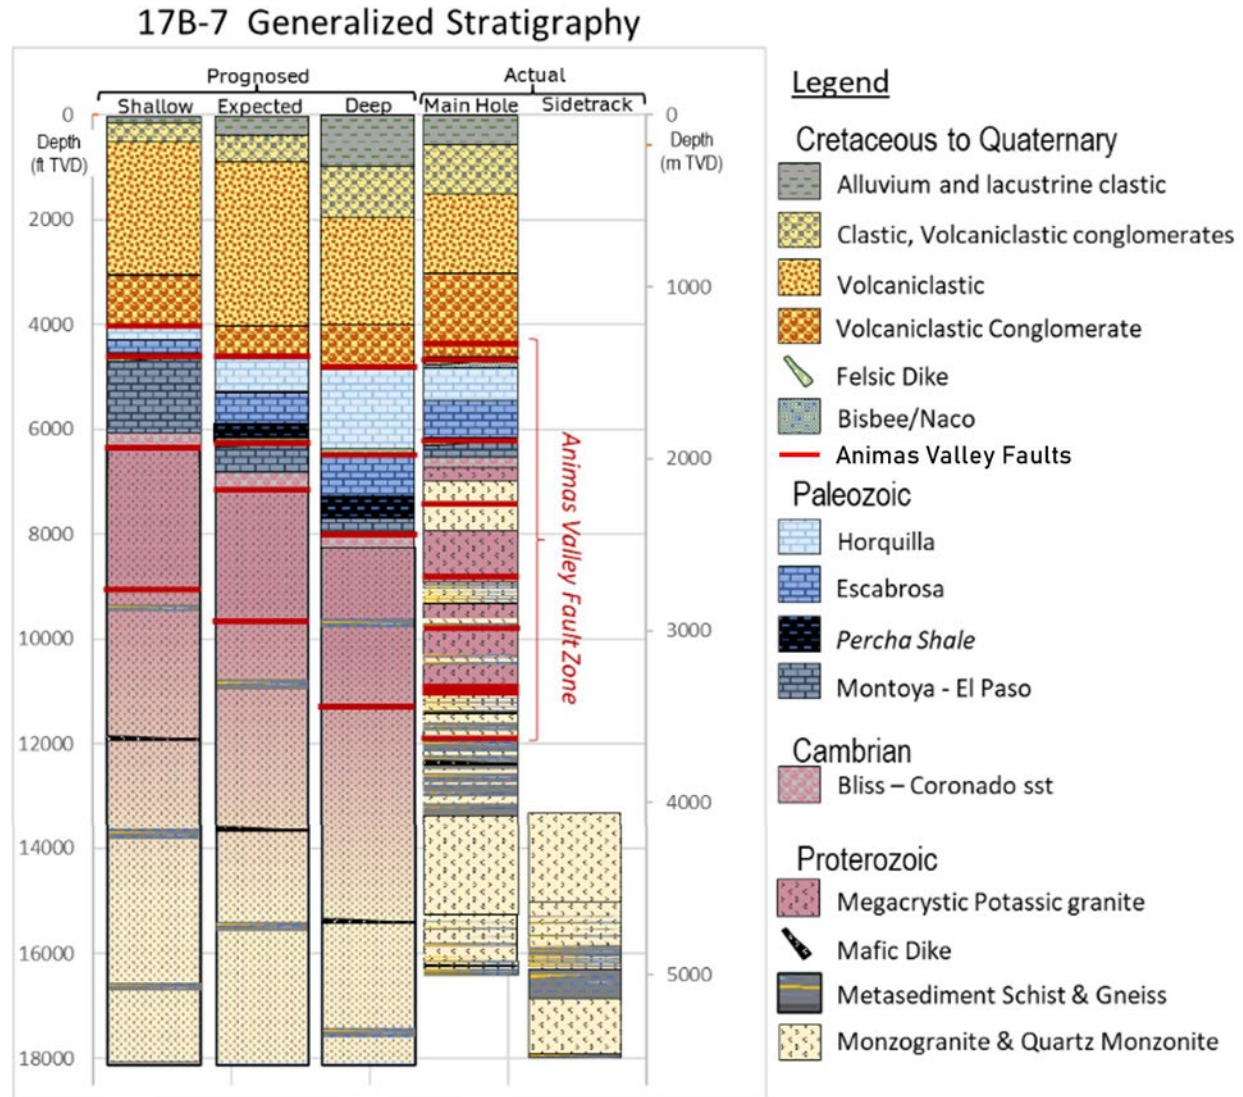 17B-7 Generalized Stratigraphy
Prognosed
Actual
Shallow
Expected
Deep
Main Hole
Sidetrack
0
Depth
(ft TVD)
2000
4000
6000
8000
10000
12000
14000
16000
18000
0
Depth
(m TVD)
1000
2000
3000
4000
5000
Animas Valley Fault Zone
Legend
Cretaceous to Quaternary
Alluvium and lacustrine clastic
Clastic, Volcaniclastic conglomerates
Volcaniclastic
Volcaniclastic Conglomerate
Felsic Dike
Bisbee/Naco
Animas Valley Faults
Paleozoic
Horquilla
Escabrosa
Percha Shale
Montoya - El Paso
Cambrian
Bliss – Coronado sst
Proterozoic
Megacrystic Potassic granite
Mafic Dike
Metasediment Schist & Gneiss
Monzogranite & Quartz Monzonite